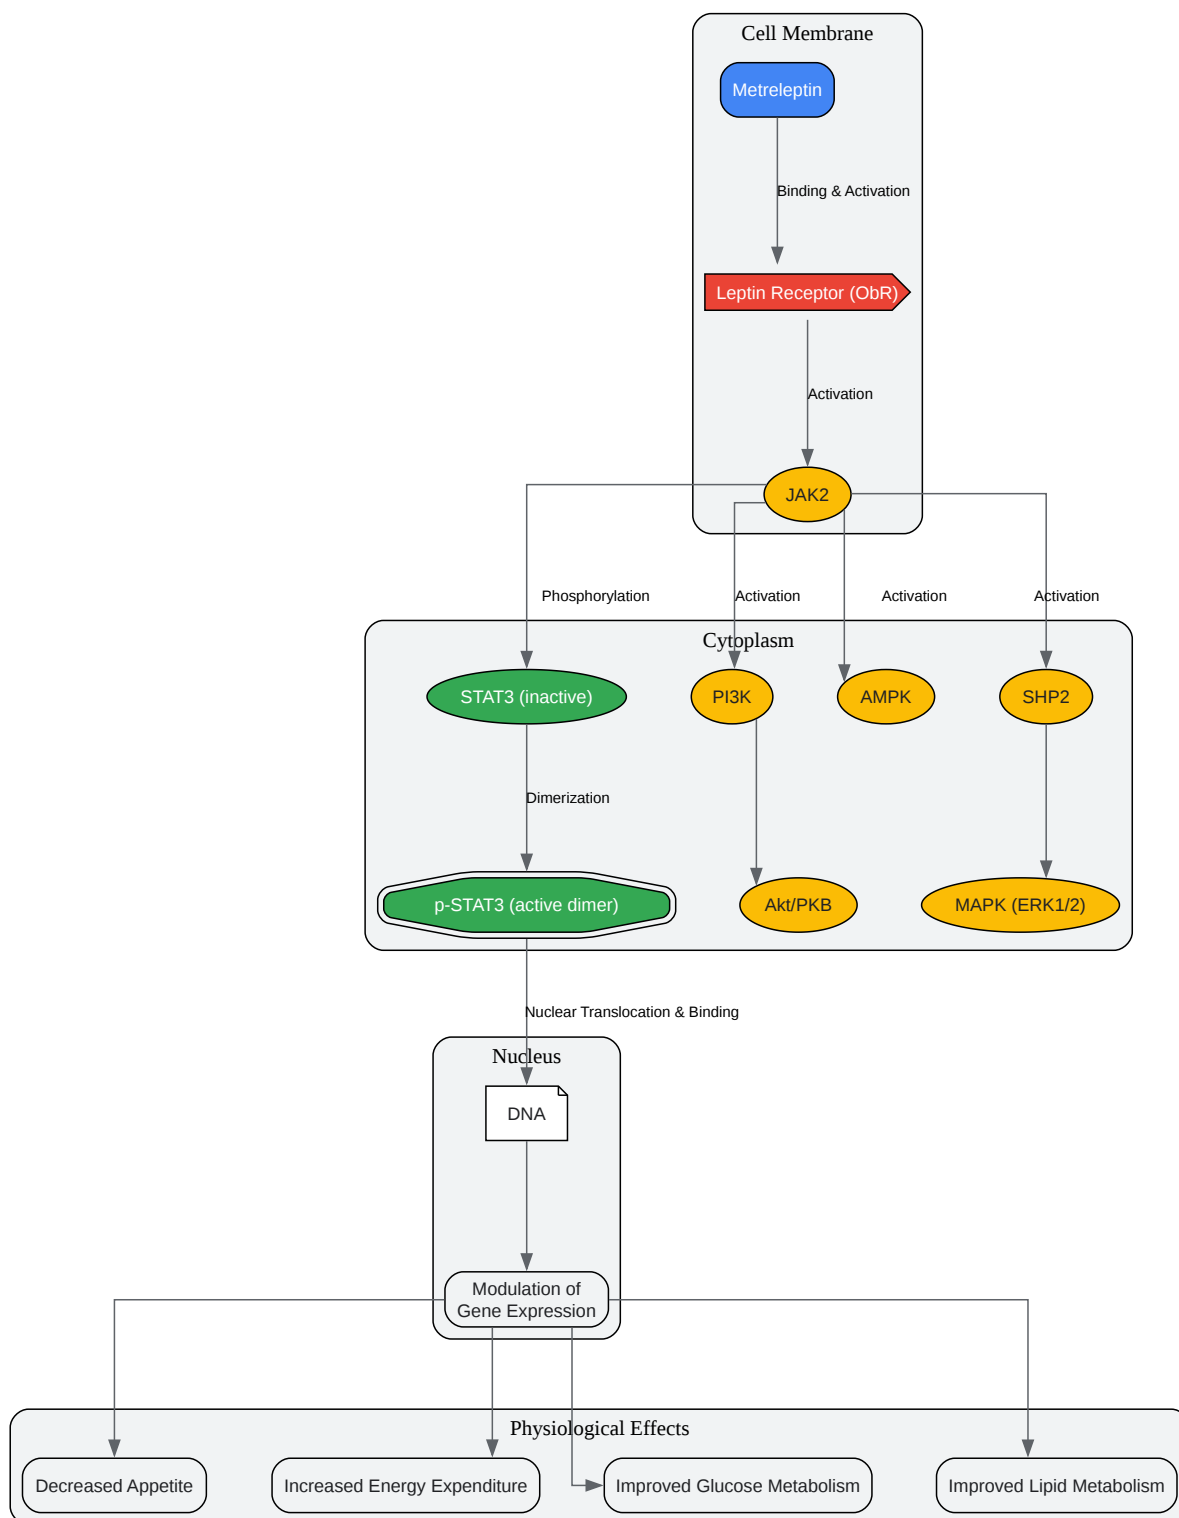 Cell Membrane
Metreleptin
Binding & Activation
Leptin Receptor (ObR)
Activation
JAK2
Phosphorylation
Activation
Activation
Activation
Cytoplasm
STAT3 (inactive)
PI3K
AMPK
SHP2
Dimerization
p-STAT3 (active dimer)
Akt/PKB
MAPK (ERK1/2)
Nuclear Translocation & Binding
Nucleus
DNA
Modulation of
Gene Expression
Physiological Effects
Decreased Appetite
Increased Energy Expenditure
Improved Glucose Metabolism
Improved Lipid Metabolism